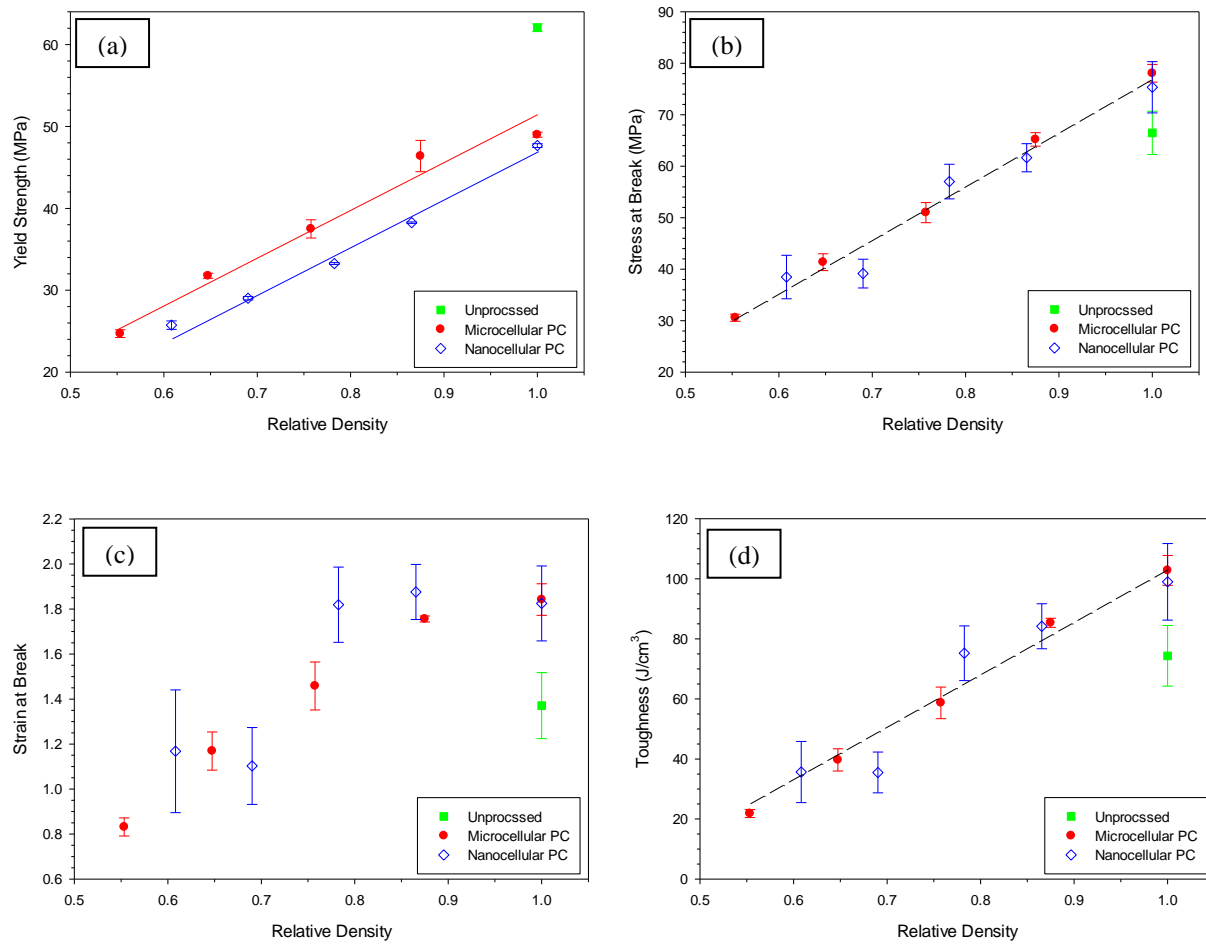 (a)
Yield Strength (MPa)
60
50
40
30
20
0.5 0.6 0.7 0.8 0.9 1.0
Relative Density
Unprocssed
Microcellular PC
Nanocellular PC
(b)
Stress at Break (MPa)
90
80
70
60
50
40
30
20
0.5 0.6 0.7 0.8 0.9 1.0
Relative Density
Unprocssed
Microcellular PC
Nanocellular PC
(c)
Strain at Break
2.2
2.0
1.8
1.6
1.4
1.2
1.0
0.8
0.6
0.5 0.6 0.7 0.8 0.9 1.0
Relative Density
Unprocssed
Microcellular PC
Nanocellular PC
(d)
Toughness (J/cm³)
120
100
80
60
40
20
0
0.5 0.6 0.7 0.8 0.9 1.0
Relative Density
Unprocssed
Microcellular PC
Nanocellular PC